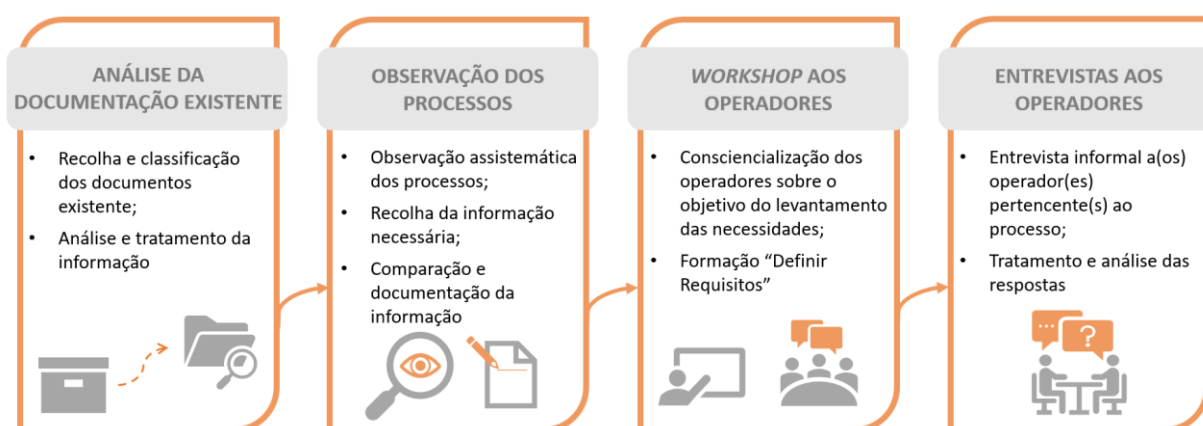 ANÁLISE DA
DOCUMENTAÇÃO EXISTENTE
• Recolha e classificação
dos documentos
existente;
• Análise e tratamento da
informação
OBSERVAÇÃO DOS
PROCESSOS
• Observação assistemática
dos processos;
• Recolha da informação
necessária;
• Comparação e
documentação da
informação
WORKSHOP AOS
OPERADORES
• Consciencialização dos
operadores sobre o
objetivo do levantamento
das necessidades;
• Formação “Definir
Requisitos”
ENTREVISTAS AOS
OPERADORES
• Entrevista informal a(os)
operador(es)
pertencente(s) ao
processo;
• Tratamento e análise das
respostas
... ?